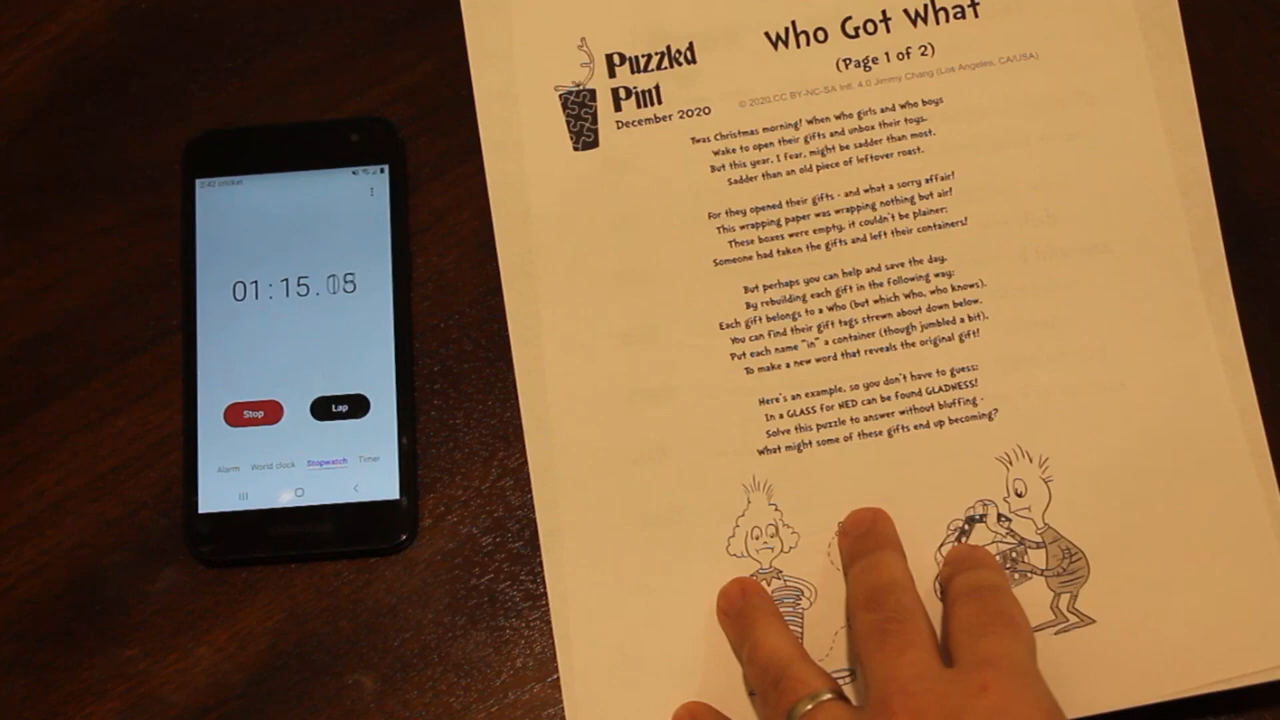 2:42 cricket
01:15.08
Stop
Lap
Alarm World clock Stopwatch Timer
Puzzled
Pint
December 2020
Who Got What
(Page 1 of 2)
© 2020 CC BY-NC-SA Intl. 4.0 Jimmy Chang (Los Angeles, CA/USA)
Twas Christmas morning! When Who girls and Who boys
Wake to open their gifts and unbox their toys.
But this year, I fear, might be sadder than most.
Sadder than an old piece of leftover roast.
For they opened their gifts - and what a sorry affair!
This wrapping paper was wrapping nothing but air!
These boxes were empty, it couldn't be plainer:
Someone had taken the gifts and left their containers!
But perhaps you can help and save the day,
By rebuilding each gift in the following way:
Each gift belongs to a Who (but which Who, who knows).
You can find their gift tags strewn about down below.
Put each name "in" a container (though jumbled a bit),
To make a new word that reveals the original gift!
Here's an example, so you don't have to guess:
In a GLASS for NED can be found GLADNESS!
Solve this puzzle to answer without bluffing -
What might some of these gifts end up becoming?